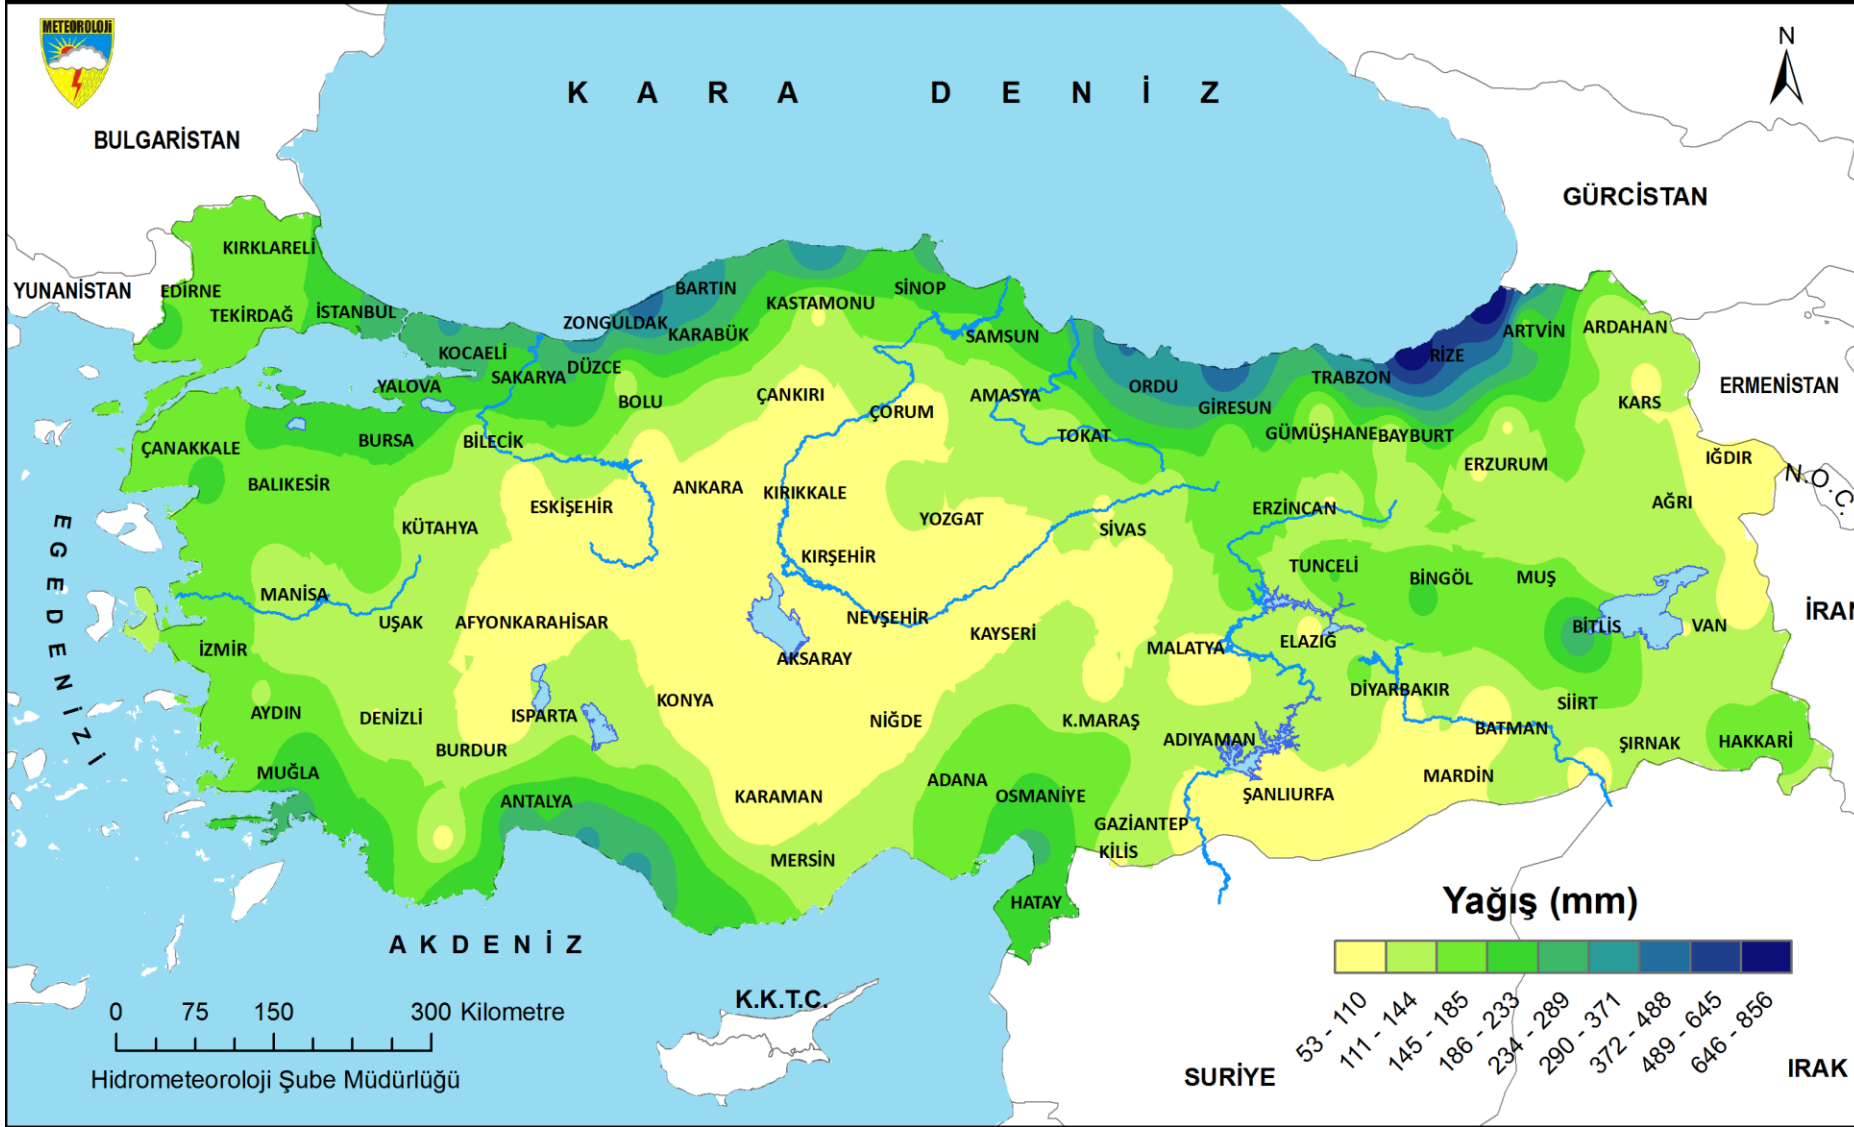 METEOROLOJİ
N
KARA DENİZ
BULGARİSTAN
GÜRCİSTAN
YUNANİSTAN
ERMENİSTAN
N.O.C.
İRAN
EGE DENİZİ
AKDENİZ
K.K.T.C.
SURİYE
IRAK
KIRKLARELİ
EDİRNE
TEKİRDAĞ
İSTANBUL
KOCAELİ
YALOVA
SAKARYA
DÜZCE
ZONGULDAK
BARTIN
KARABÜK
KASTAMONU
SİNOP
SAMSUN
ORDU
GİRESUN
TRABZON
RİZE
ARTVİN
ARDAHAN
KARS
IĞDIR
AĞRI
ERZURUM
BAYBURT
GÜMÜŞHANE
TOKAT
AMASYA
ÇORUM
ÇANKIRI
BOLU
BİLECİK
BURSA
ÇANAKKALE
BALIKESİR
KÜTAHYA
ESKİŞEHİR
ANKARA
KIRIKKALE
YOZGAT
SİVAS
ERZİNCAN
TUNCELİ
BİNGÖL
MUŞ
BİTLİS
VAN
ELAZIĞ
MALATYA
KAYSERİ
NEVŞEHİR
KIRŞEHİR
AKSARAY
AFYONKARAHİSAR
UŞAK
MANİSA
İZMİR
AYDIN
DENİZLİ
ISPARTA
BURDUR
KONYA
NİĞDE
K.MARAŞ
ADIYAMAN
DİYARBAKIR
BATMAN
SİİRT
ŞIRNAK
HAKKARİ
MARDİN
ŞANLIURFA
GAZİANTEP
KİLİS
OSMANİYE
ADANA
KARAMAN
MERSİN
ANTALYA
MUĞLA
HATAY
Yağış (mm)
53 - 110
111 - 144
145 - 185
186 - 233
234 - 289
290 - 371
372 - 488
489 - 645
646 - 856
0 75 150 300 Kilometre
Hidrometeoroloji Şube Müdürlüğü